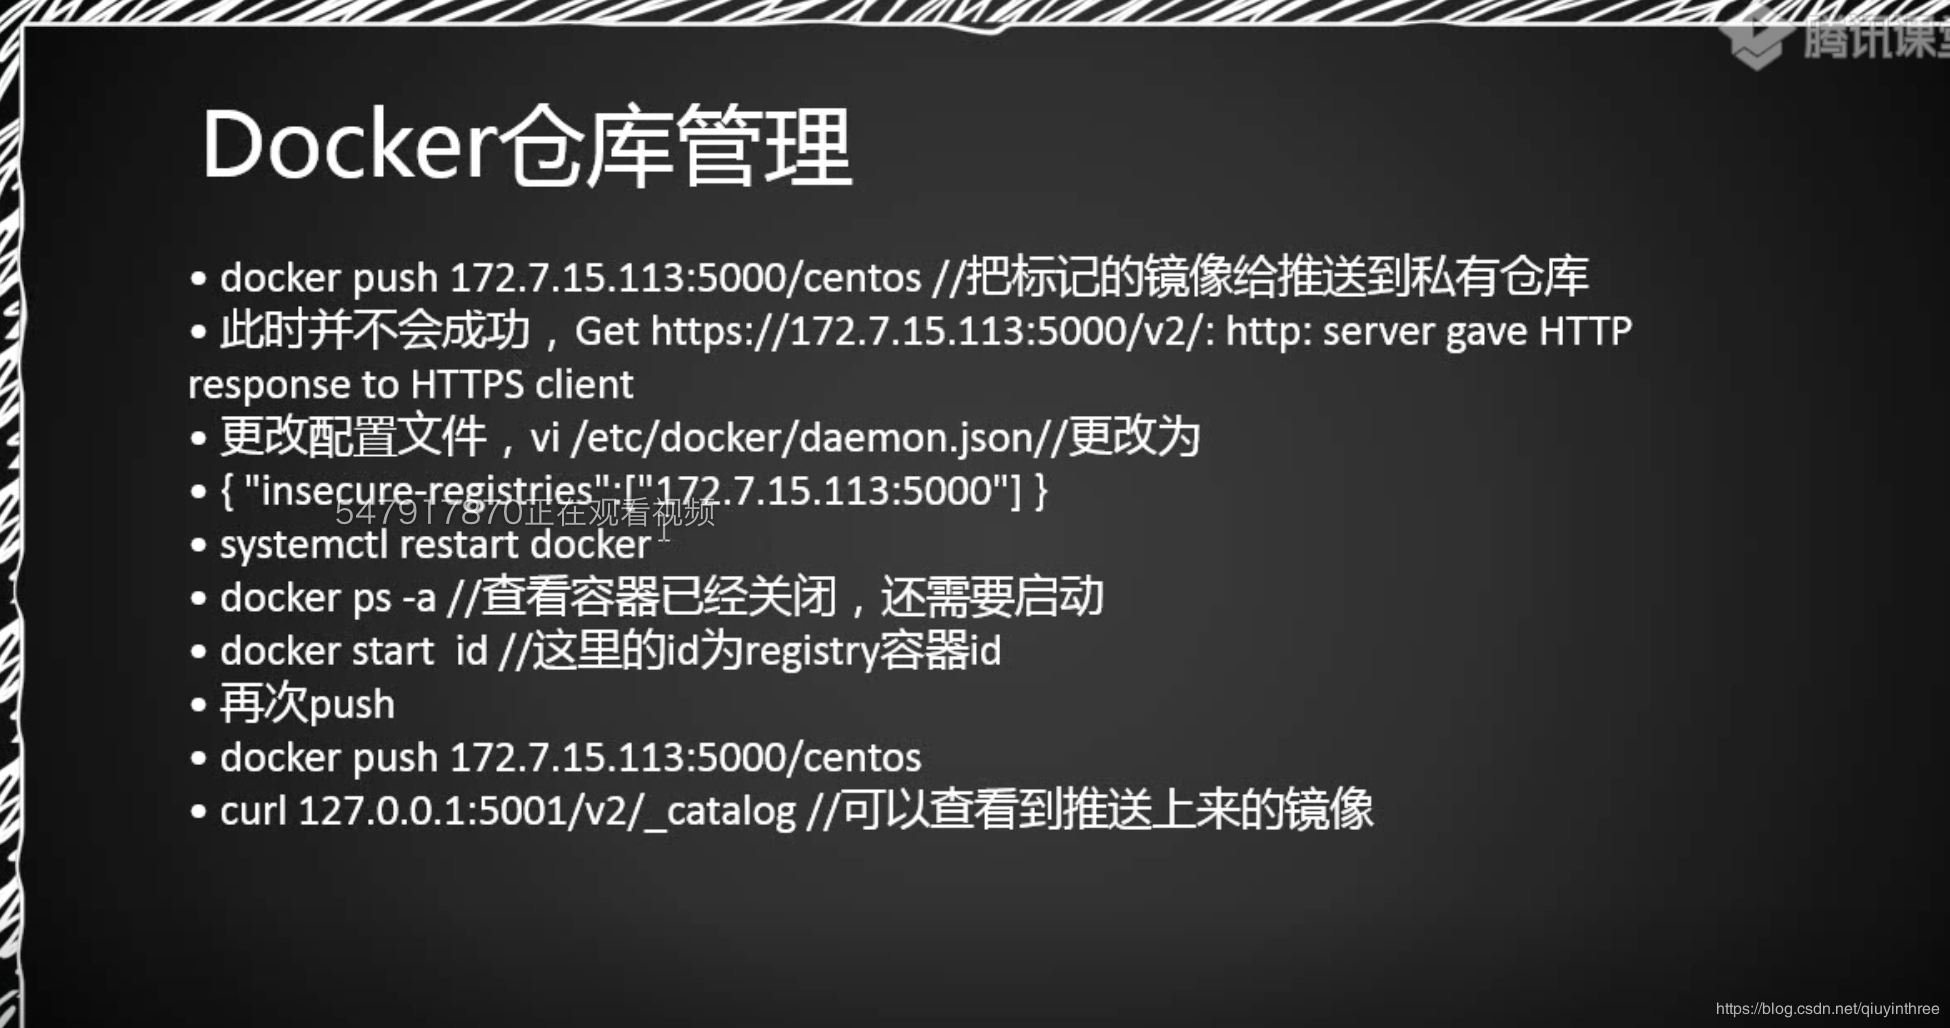 腾讯课堂
Docker仓库管理
• docker push 172.7.15.113:5000/centos //把标记的镜像给推送到私有仓库
• 此时并不会成功，Get https://172.7.15.113:5000/v2/: http: server gave HTTP
response to HTTPS client
• 更改配置文件，vi /etc/docker/daemon.json//更改为
• { "insecure-registries":["172.7.15.113:5000"] }
547917870正在观看视频
• systemctl restart docker
• docker ps -a //查看容器已经关闭，还需要启动
• docker start  id //这里的id为registry容器id
• 再次push
• docker push 172.7.15.113:5000/centos
• curl 127.0.0.1:5001/v2/_catalog //可以查看到推送上来的镜像
https://blog.csdn.net/qiuyinthree